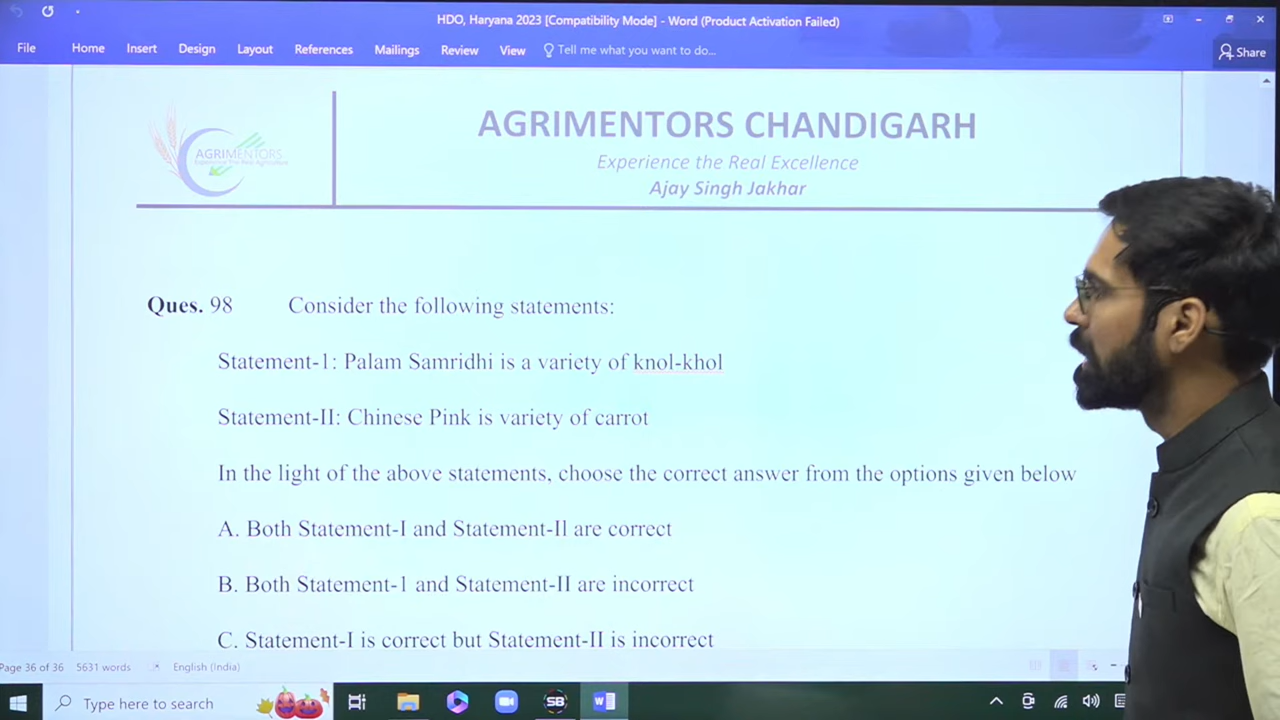 HDO, Haryana 2023 [Compatibility Mode] - Word (Product Activation Failed)
File Home Insert Design Layout References Mailings Review View Tell me what you want to do... Share
AGRIMENTORS
Experience the Real Agriculture
AGRIMENTORS CHANDIGARH
Experience the Real Excellence
Ajay Singh Jakhar
Ques. 98 Consider the following statements:
Statement-1: Palam Samridhi is a variety of knol-khol
Statement-II: Chinese Pink is variety of carrot
In the light of the above statements, choose the correct answer from the options given below
A. Both Statement-I and Statement-II are correct
B. Both Statement-1 and Statement-II are incorrect
C. Statement-I is correct but Statement-II is incorrect
Page 36 of 36 5631 words English (India)
Type here to search
SB